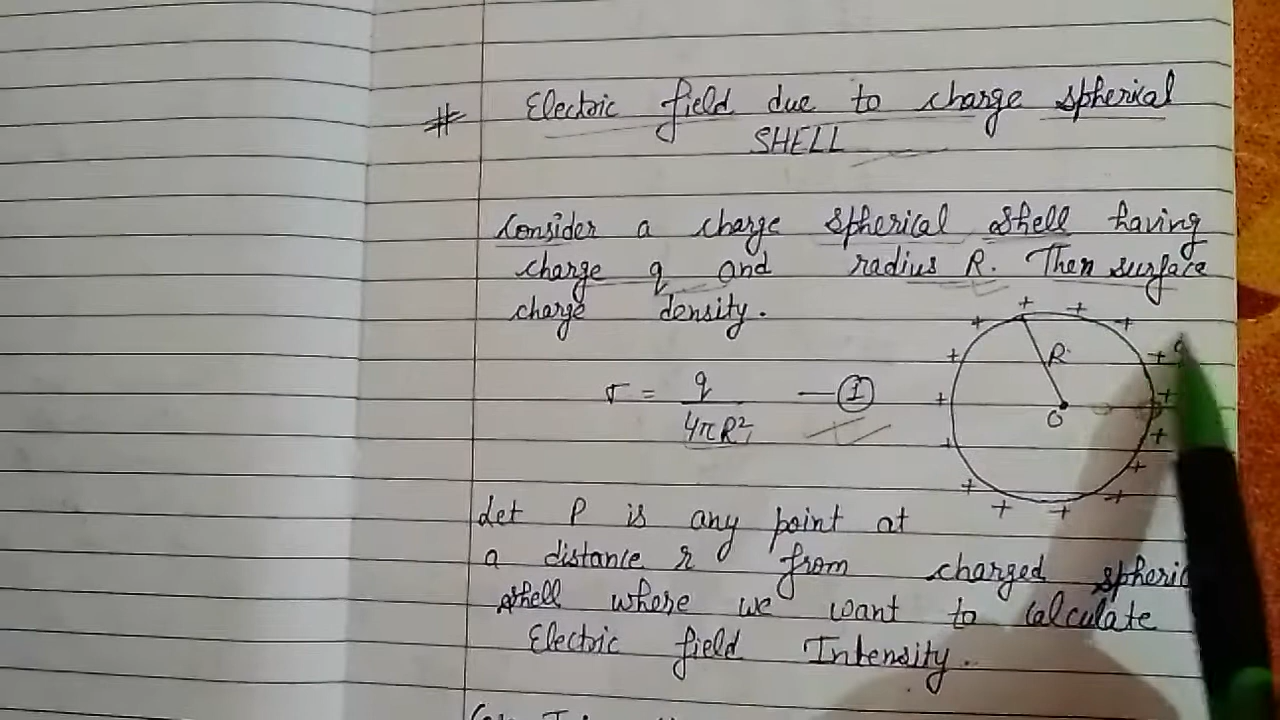 # Electric field due to charge spherical
SHELL
Consider a charge spherical shell having
charge q and radius R. Then surface
charge density.
σ = q / 4πR² — ①
R
O
q
Let P is any point at
a distance r from charged spheric
shell where we want to calculate
Electric field Intensity.